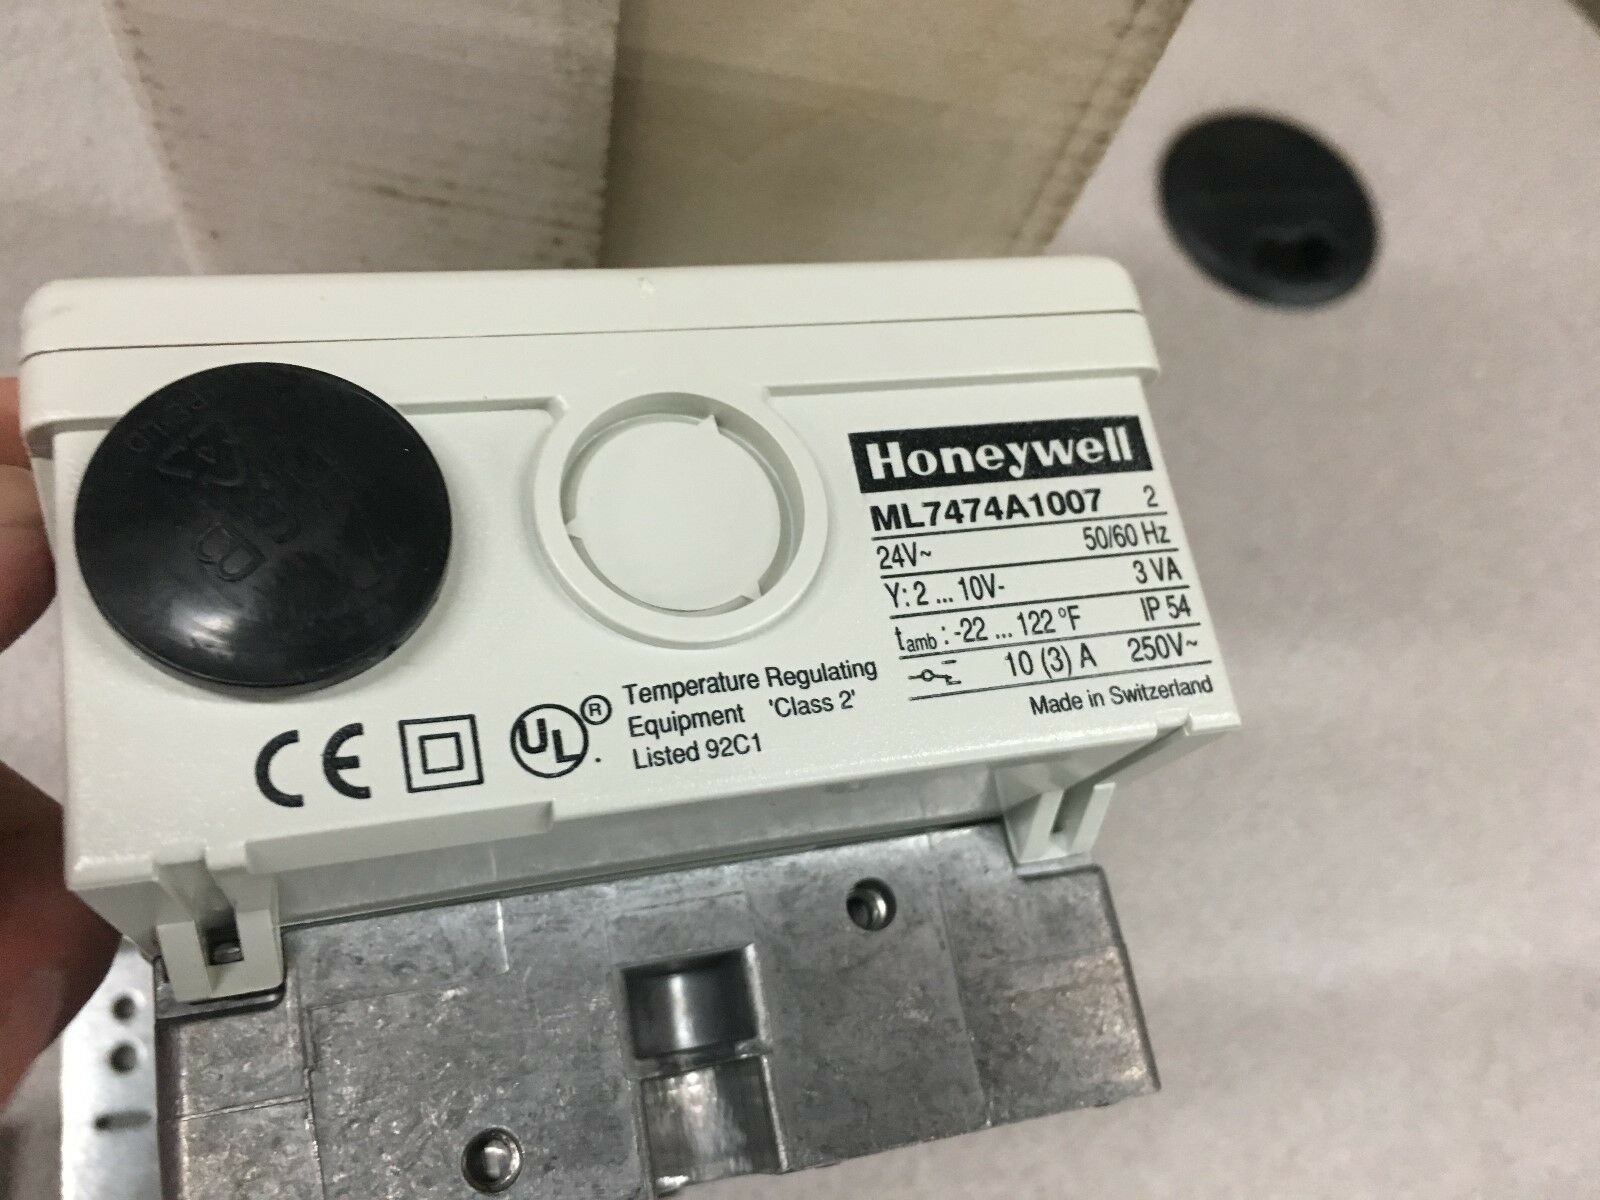 Honeywell
ML7474A1007 2
24V~ 50/60 Hz
Y: 2 ... 10V- 3 VA
tamb : -22 ... 122 °F IP 54
10 (3) A 250V~
Made in Switzerland
CE UL ® Temperature Regulating
Equipment 'Class 2'
Listed 92C1
B